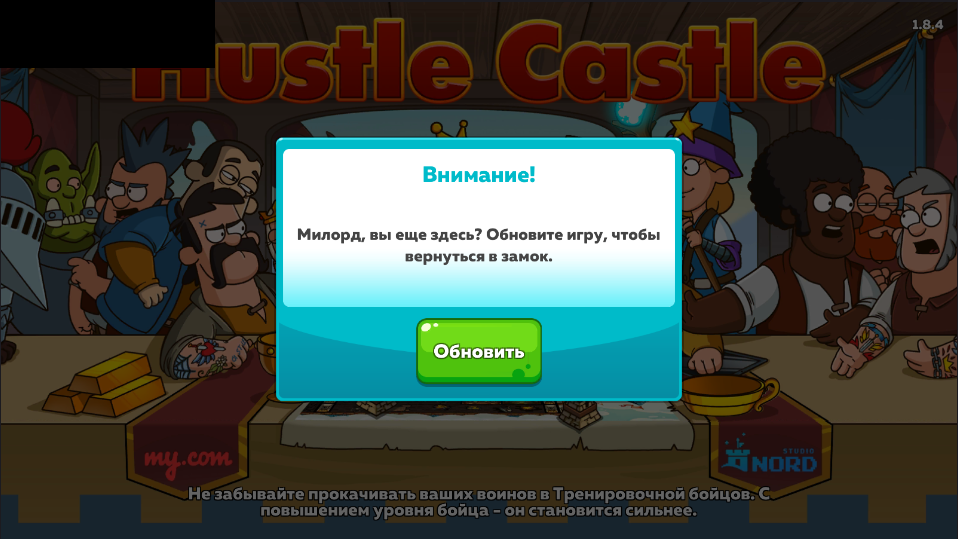 Hustle Castle
1.8.4
Внимание!
Милорд, вы еще здесь? Обновите игру, чтобы
вернуться в замок.
Обновить
my.com
STUDIO
NORD
Не забывайте прокачивать ваших воинов в Тренировочной бойцов. С
повышением уровня бойца - он становится сильнее.